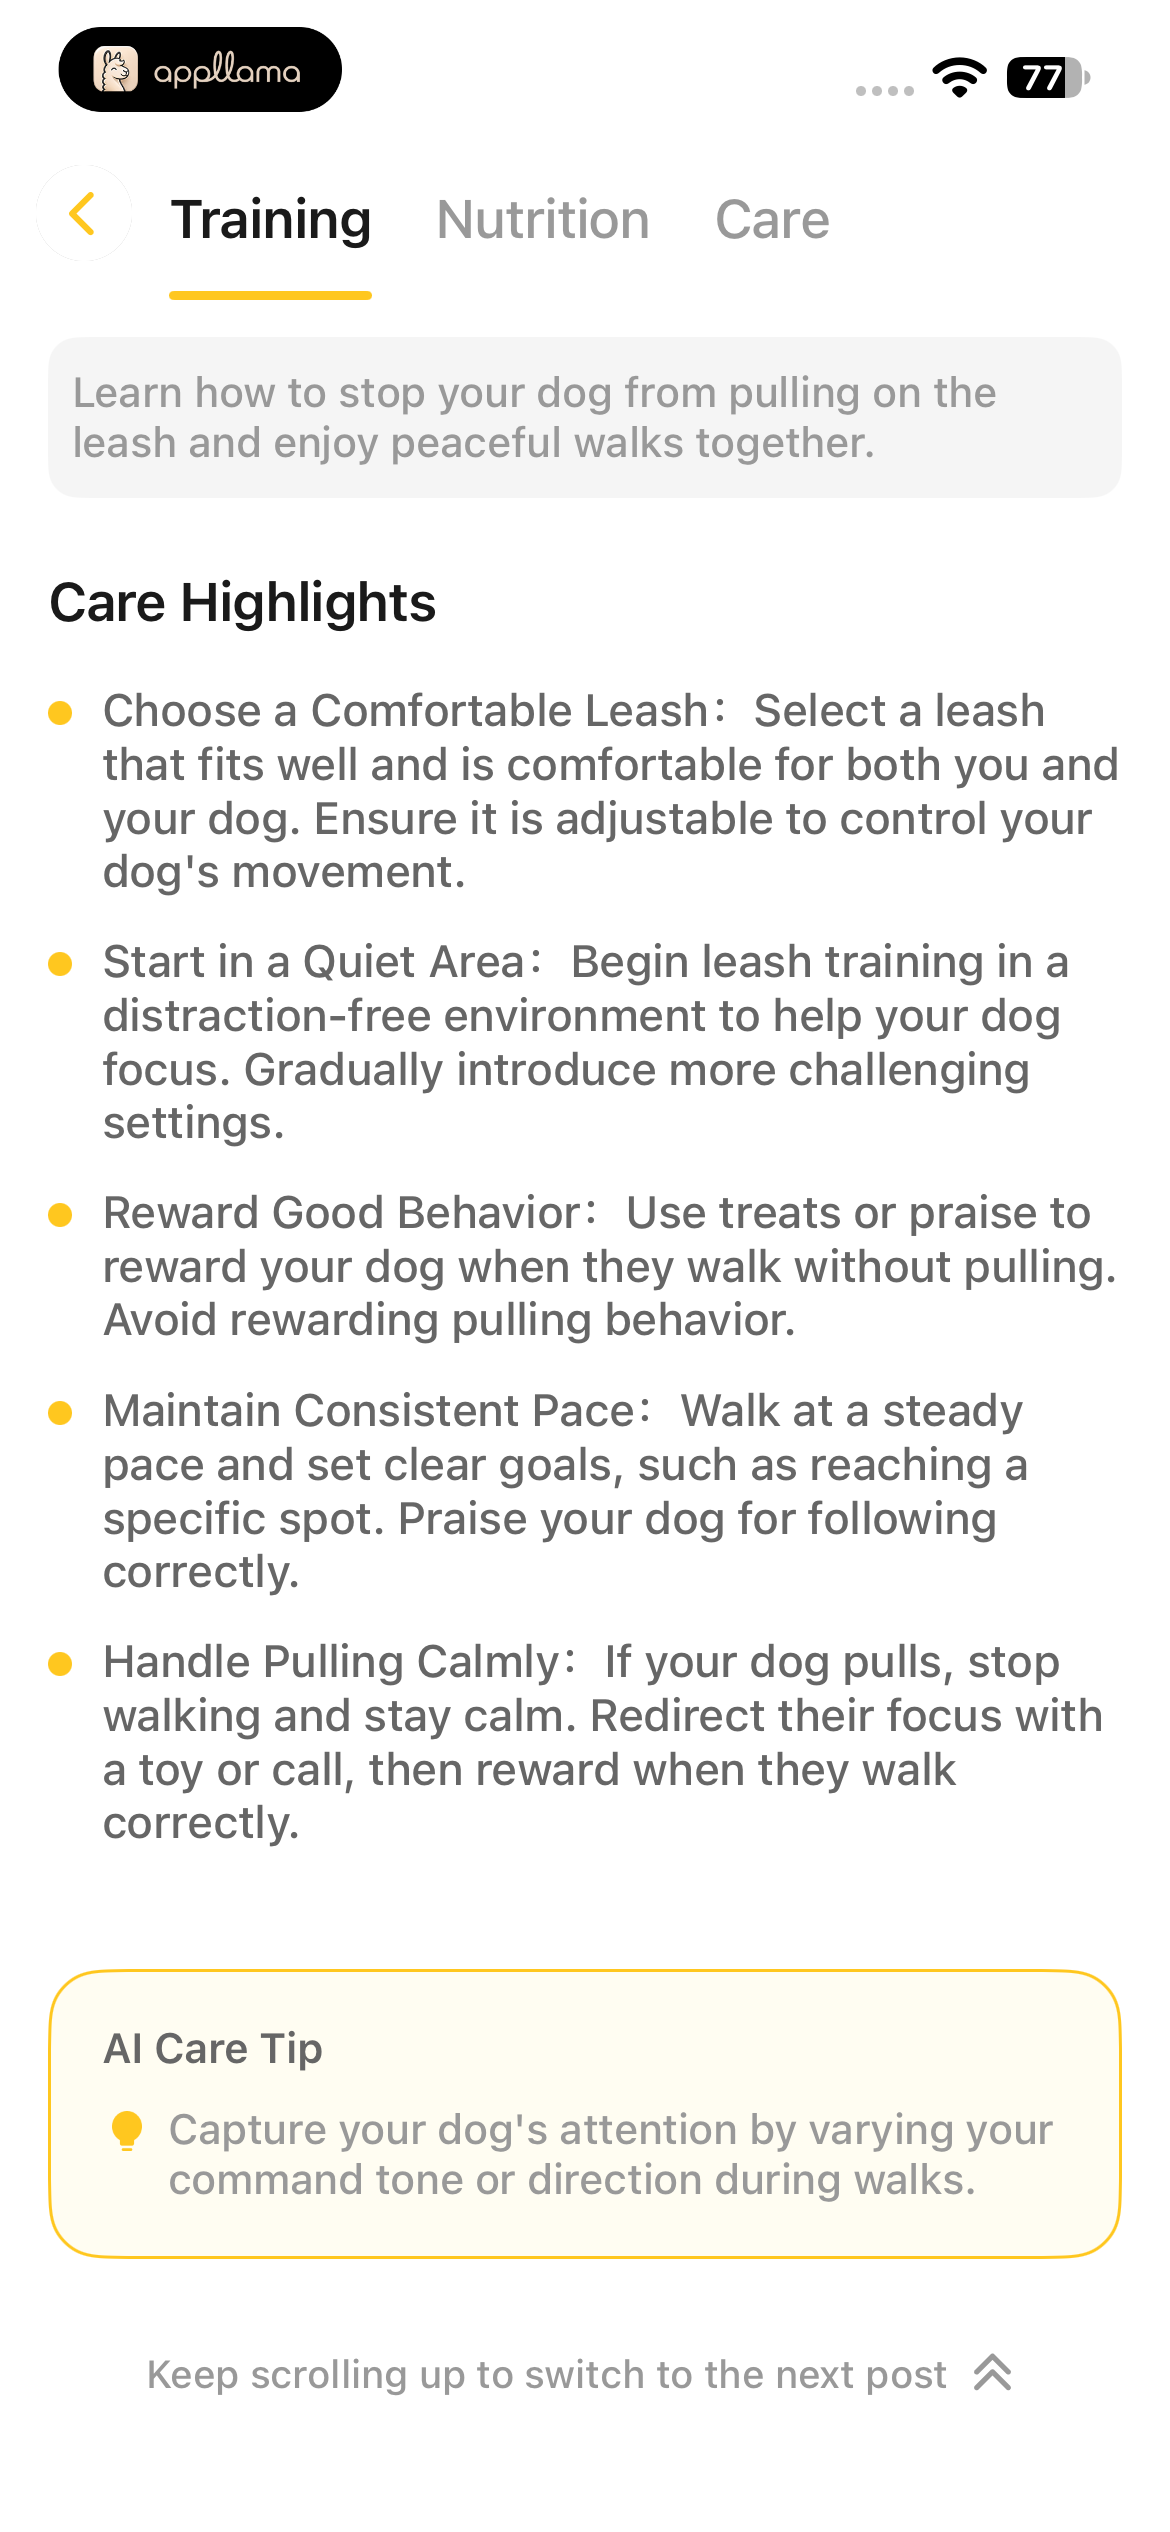 appllama
77
Training Nutrition Care
Learn how to stop your dog from pulling on the
leash and enjoy peaceful walks together.
Care Highlights
Choose a Comfortable Leash： Select a leash
that fits well and is comfortable for both you and
your dog. Ensure it is adjustable to control your
dog's movement.
Start in a Quiet Area： Begin leash training in a
distraction-free environment to help your dog
focus. Gradually introduce more challenging
settings.
Reward Good Behavior： Use treats or praise to
reward your dog when they walk without pulling.
Avoid rewarding pulling behavior.
Maintain Consistent Pace： Walk at a steady
pace and set clear goals, such as reaching a
specific spot. Praise your dog for following
correctly.
Handle Pulling Calmly： If your dog pulls, stop
walking and stay calm. Redirect their focus with
a toy or call, then reward when they walk
correctly.
AI Care Tip
Capture your dog's attention by varying your
command tone or direction during walks.
Keep scrolling up to switch to the next post